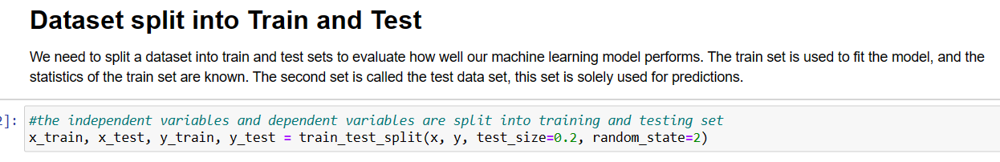 Dataset split into Train and Test
We need to split a dataset into train and test sets to evaluate how well our machine learning model performs. The train set is used to fit the model, and the
statistics of the train set are known. The second set is called the test data set, this set is solely used for predictions.
2]: #the independent variables and dependent variables are split into training and testing set
x_train, x_test, y_train, y_test = train_test_split(x, y, test_size=0.2, random_state=2)